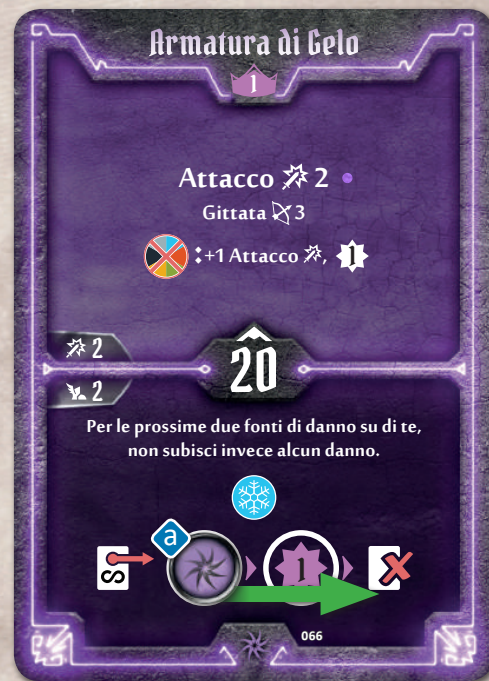 Armatura di Gelo
1
Attacco 2
Gittata 3
:+1 Attacco, 1
2
20
2
Per le prossime due fonti di danno su di te,
non subisci invece alcun danno.
a
1
066